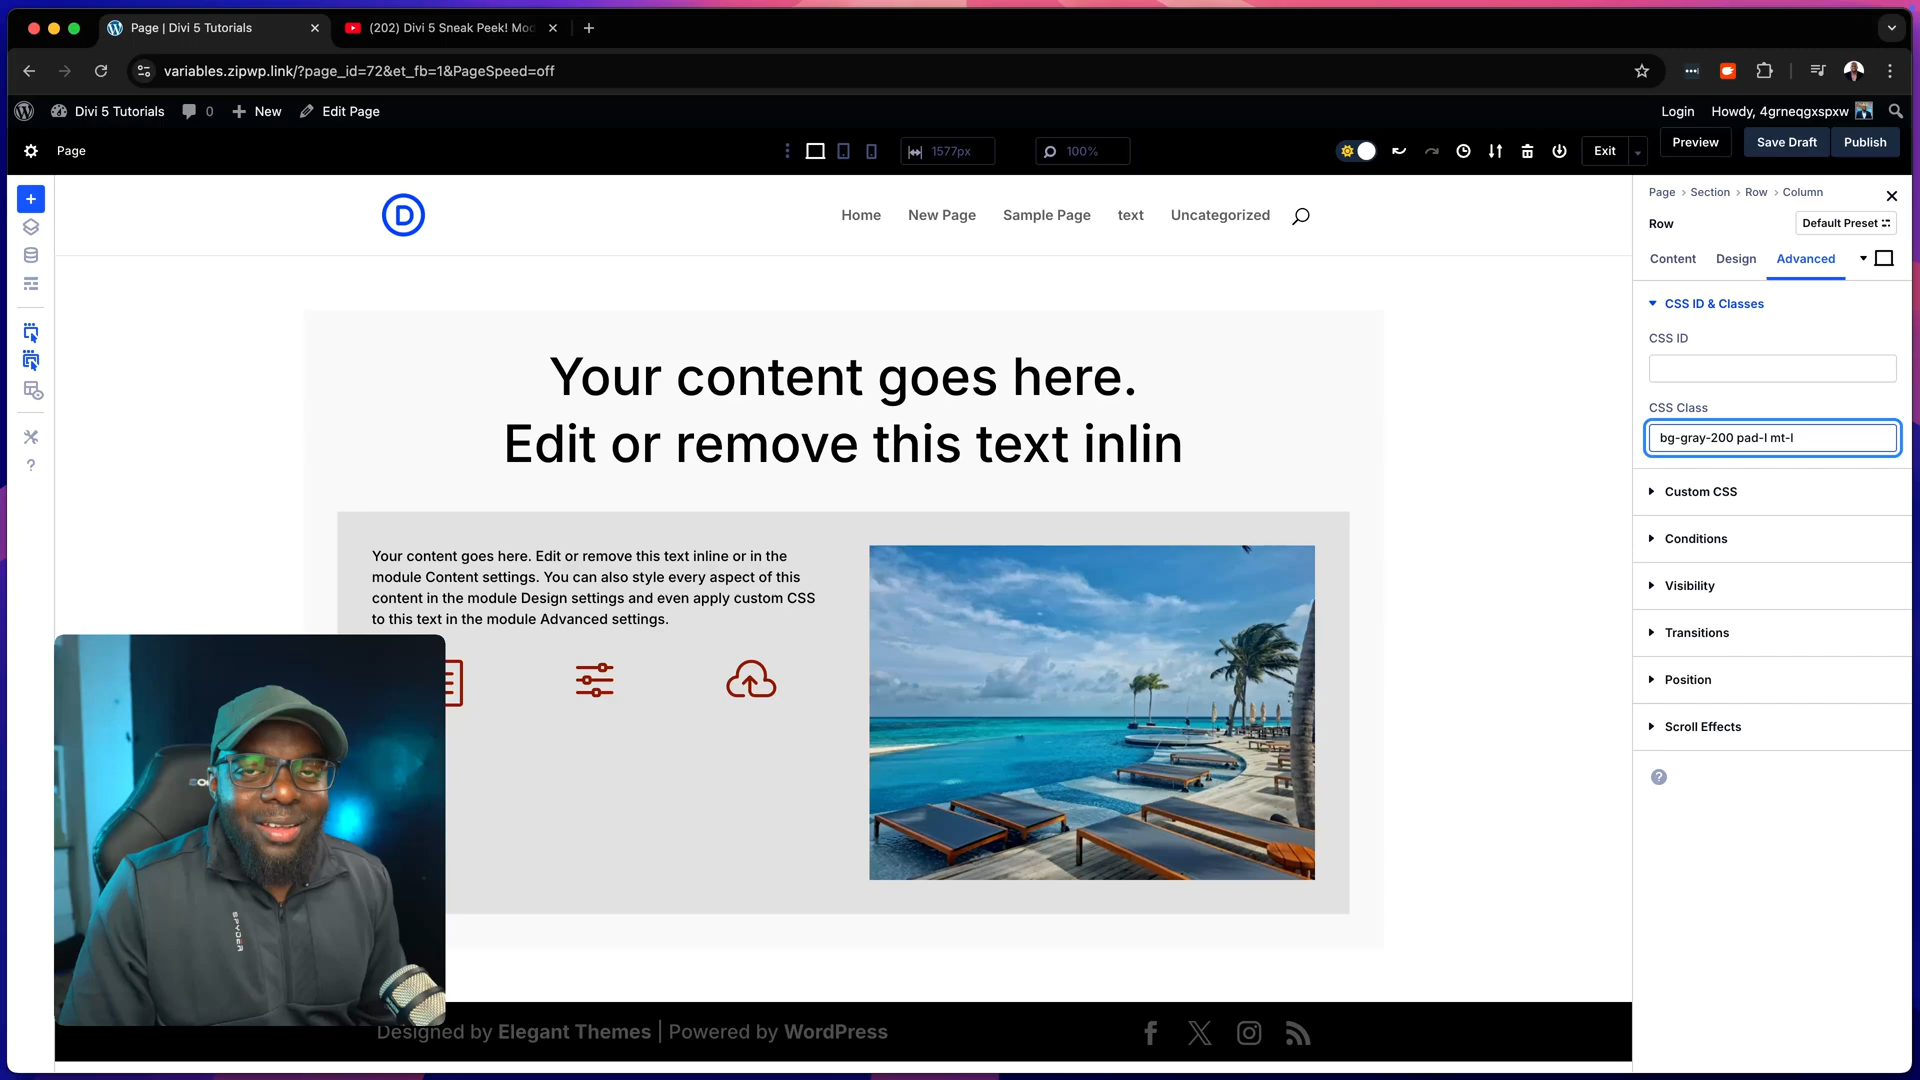 Page | Divi 5 Tutorials
(202) Divi 5 Sneak Peek! Mod
variables.zipwp.link/?page_id=72&et_fb=1&PageSpeed=off
Divi 5 Tutorials
0
New
Edit Page
Login
Howdy, 4grneqgxspxw
Page
1577px
100%
Exit
Preview
Save Draft
Publish
D
Home
New Page
Sample Page
text
Uncategorized
Page > Section > Row > Column
Row
Default Preset
Content
Design
Advanced
CSS ID & Classes
CSS ID
CSS Class
bg-gray-200 pad-l mt-l
Custom CSS
Conditions
Visibility
Transitions
Position
Scroll Effects
?
?
Your content goes here.
Edit or remove this text inlin
Your content goes here. Edit or remove this text inline or in the
module Content settings. You can also style every aspect of this
content in the module Design settings and even apply custom CSS
to this text in the module Advanced settings.
SPYDER
Designed by Elegant Themes | Powered by WordPress